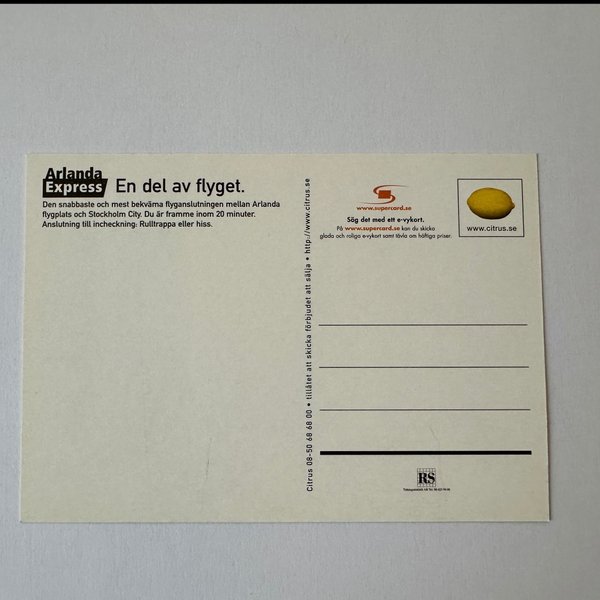 Arlanda
Express
En del av flyget.
Den snabbaste och mest bekväma flyganslutningen mellan Arlanda
flygplats och Stockholm City. Du är framme inom 20 minuter.
Anslutning till incheckning: Rulltrappa eller hiss.
Citrus 08-50 68 68 00 • tillåtet att skicka förbjudet att sälja • http://www.citrus.se
www.supercard.se
Säg det med ett e-vykort.
På www.supercard.se kan du skicka
glada och roliga e-vykort samt tävla om häftiga priser.
www.citrus.se
RS